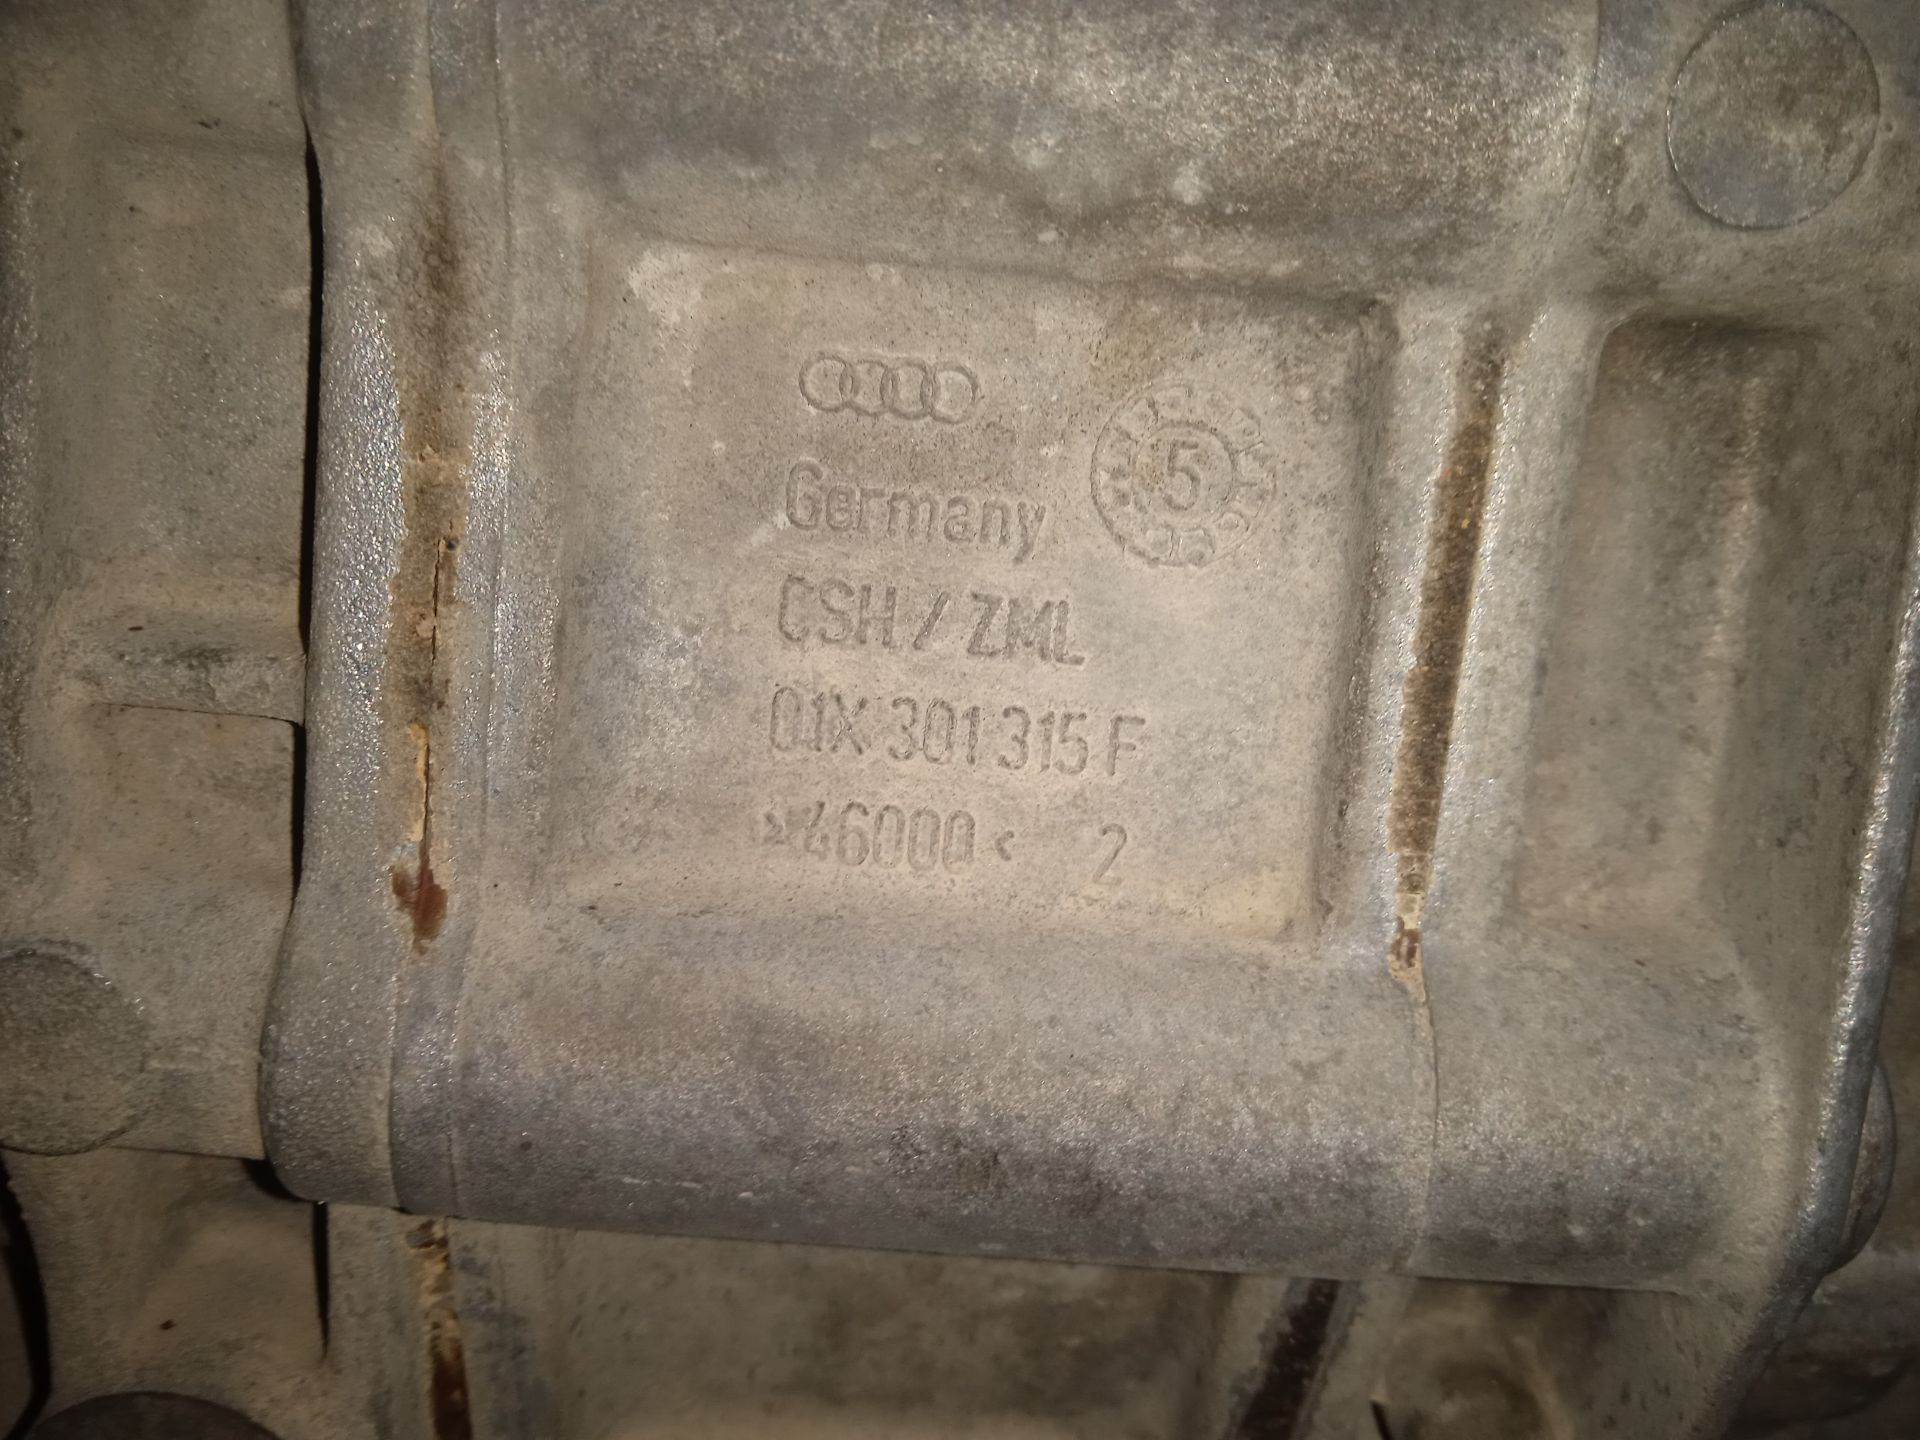 Germany
5
CSH / ZML
01X 301 315 F
>46000< 2